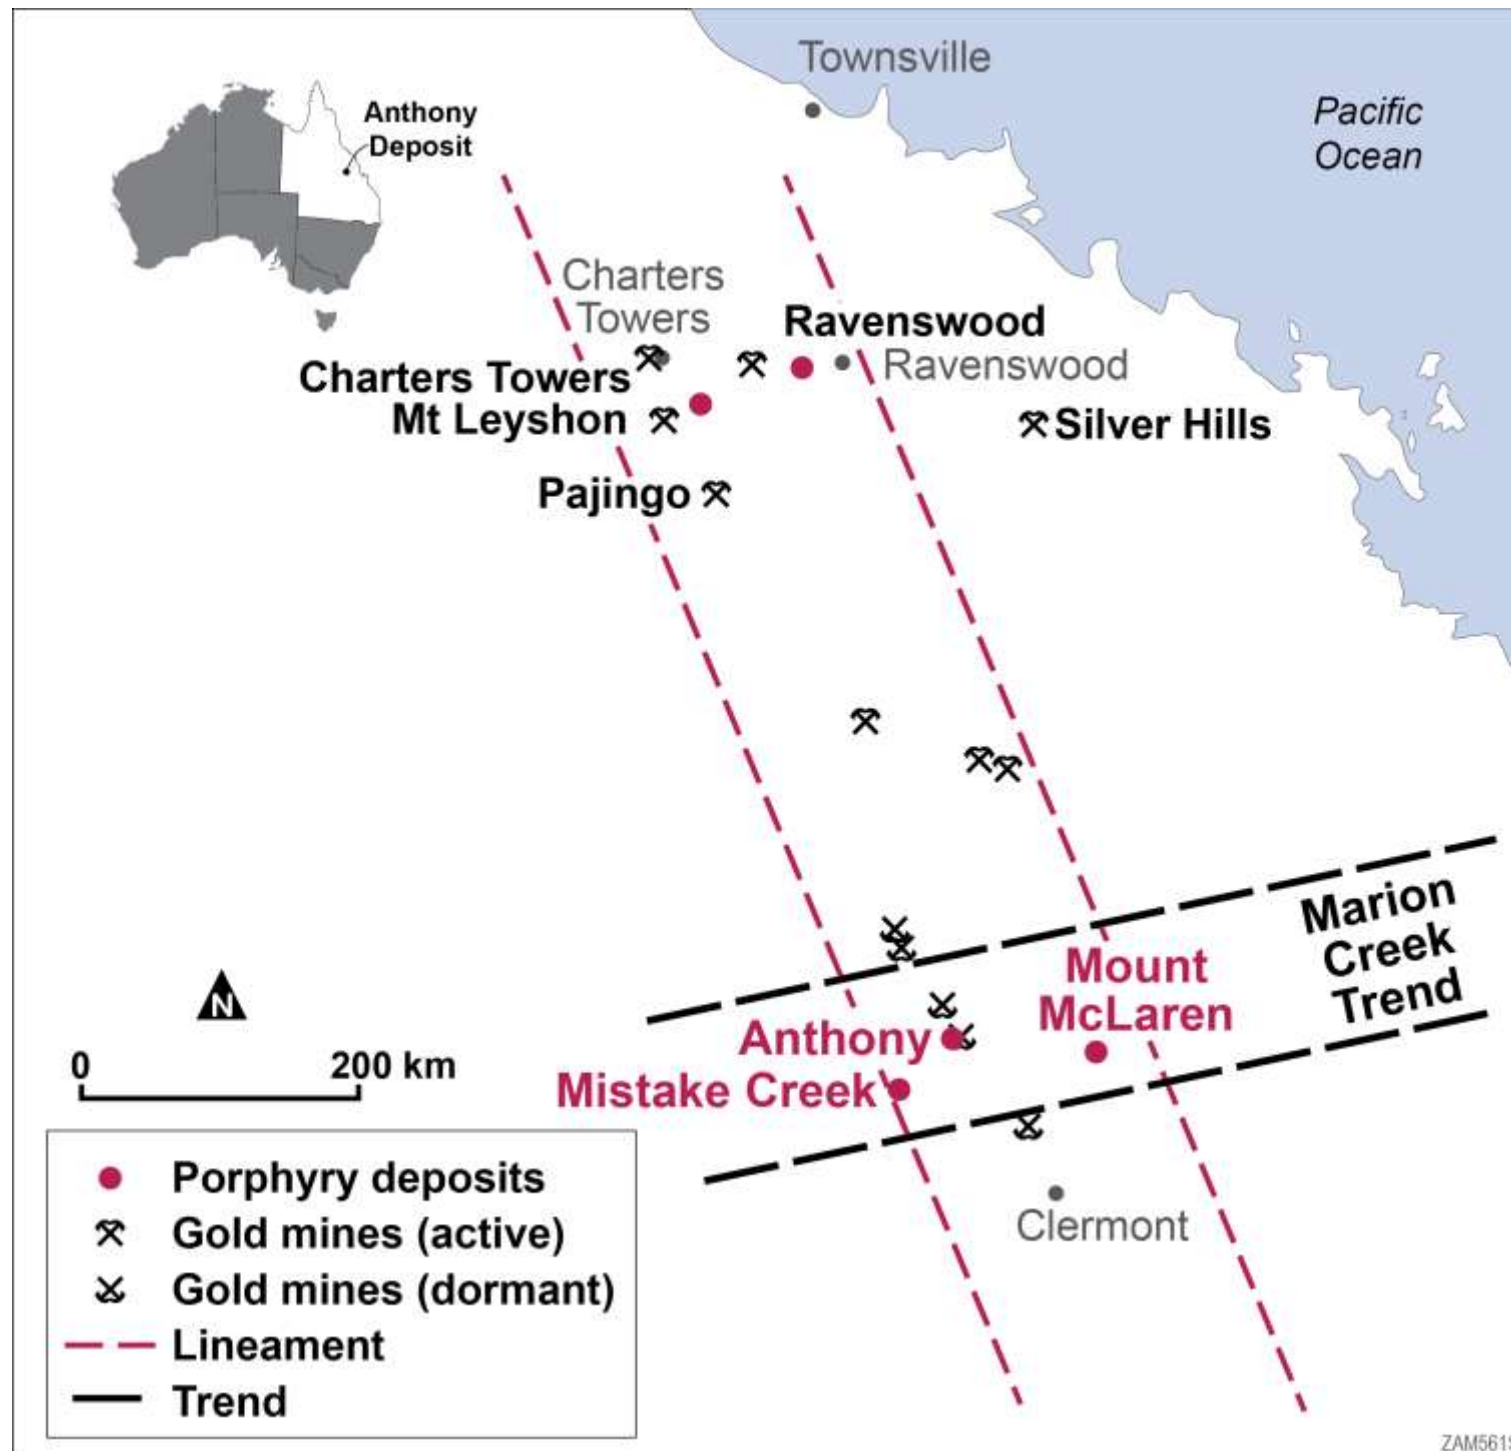 Townsville
Pacific
Ocean
Anthony
Deposit
Charters
Towers
Ravenswood
Ravenswood
Charters Towers
Mt Leyshon
Silver Hills
Pajingo
Marion
Creek
Trend
Mount
McLaren
Anthony
Mistake Creek
N
0 200 km
Clermont
Porphyry deposits
Gold mines (active)
Gold mines (dormant)
Lineament
Trend